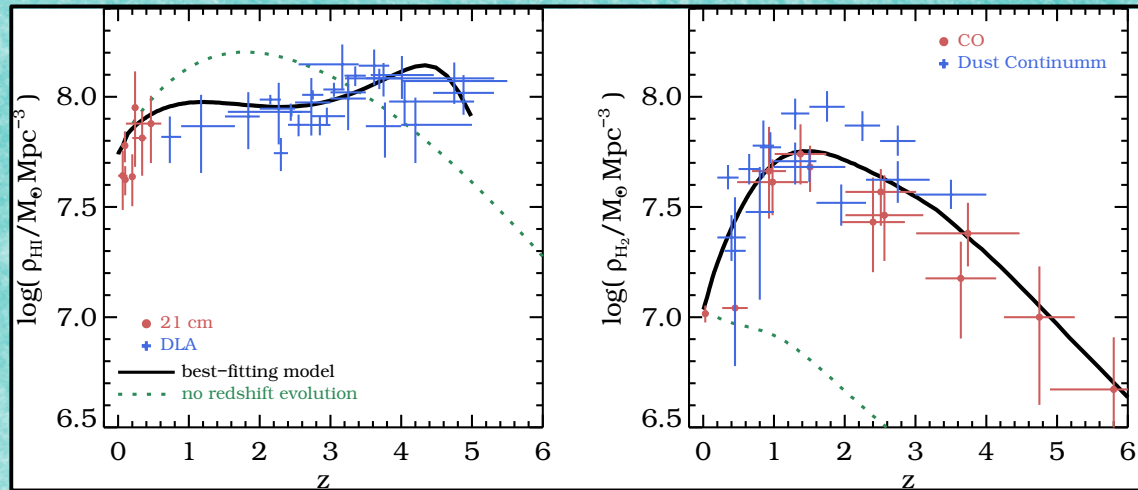 log( ρHI/M⊙ Mpc−3 )
8.0
7.5
7.0
6.5
21 cm
DLA
best−fitting model
no redshift evolution
0 1 2 3 4 5 6
z
log( ρH2/M⊙ Mpc−3 )
8.0
7.5
7.0
6.5
CO
Dust Continumm
0 1 2 3 4 5 6
z